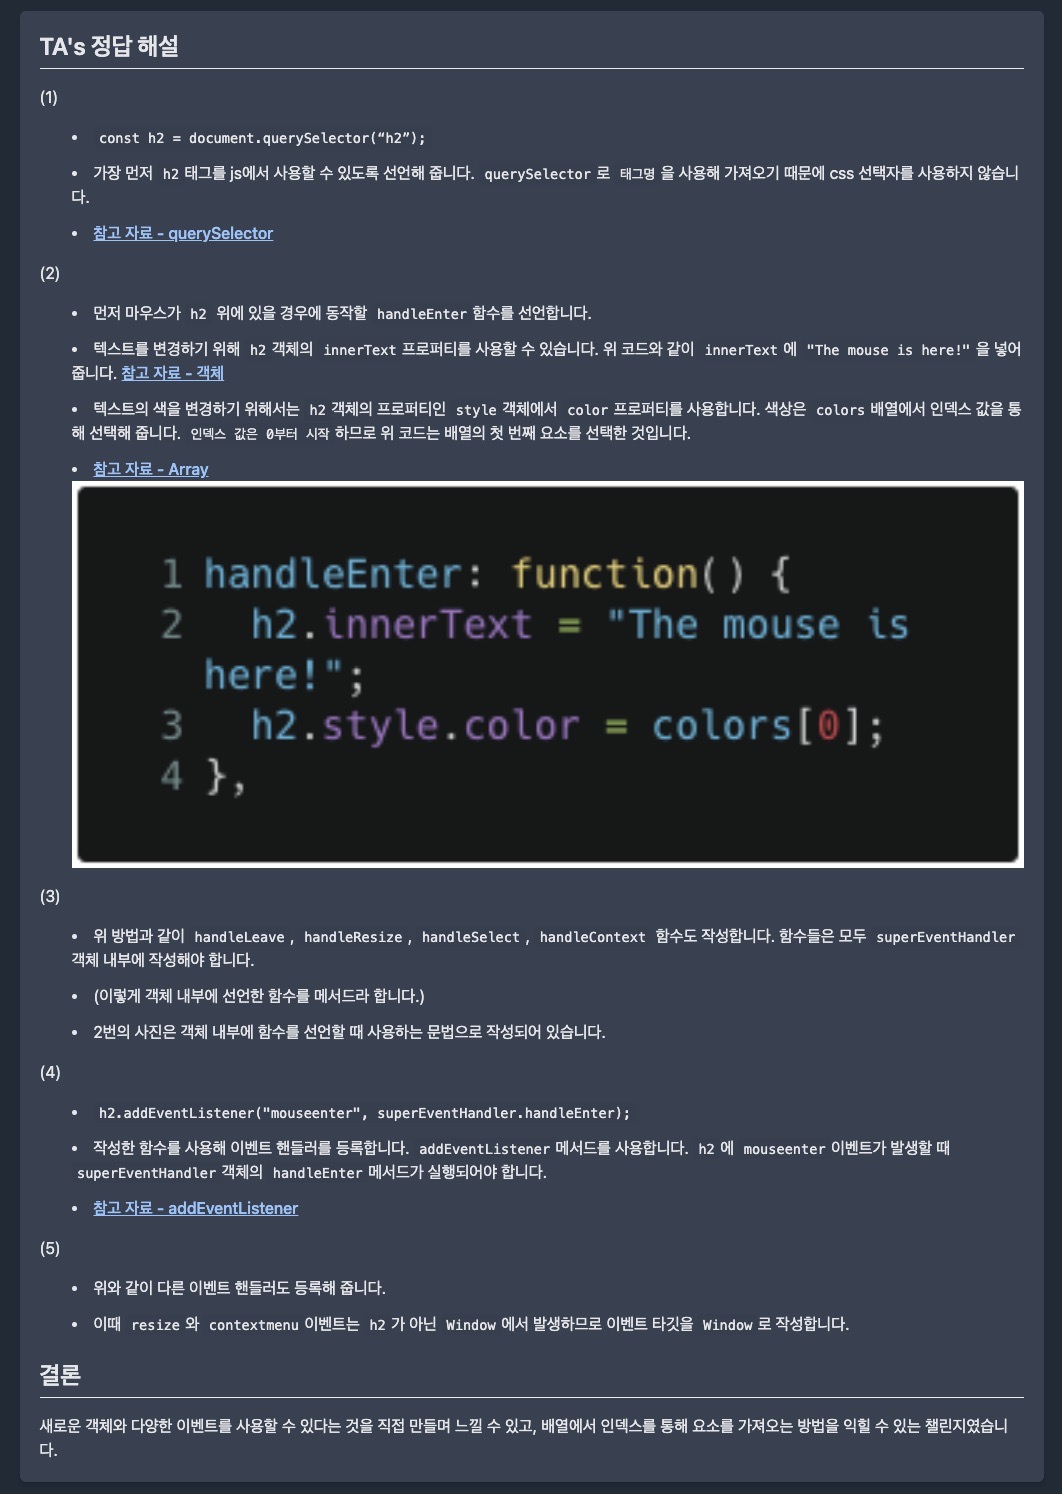 TA's 정답 해설
(1)
• const h2 = document.querySelector(“h2”);
• 가장 먼저 h2 태그를 js에서 사용할 수 있도록 선언해 줍니다. querySelector 로 태그명 을 사용해 가져오기 때문에 css 선택자를 사용하지 않습니
다.
• 참고 자료 - querySelector
(2)
• 먼저 마우스가 h2 위에 있을 경우에 동작할 handleEnter 함수를 선언합니다.
• 텍스트를 변경하기 위해 h2 객체의 innerText 프로퍼티를 사용할 수 있습니다. 위 코드와 같이 innerText 에 "The mouse is here!" 을 넣어
줍니다. 참고 자료 - 객체
• 텍스트의 색을 변경하기 위해서는 h2 객체의 프로퍼티인 style 객체에서 color 프로퍼티를 사용합니다. 색상은 colors 배열에서 인덱스 값을 통
해 선택해 줍니다. 인덱스 값은 0부터 시작 하므로 위 코드는 배열의 첫 번째 요소를 선택한 것입니다.
• 참고 자료 - Array
1 handleEnter: function() {
2 h2.innerText = "The mouse is
here!";
3 h2.style.color = colors[0];
4 },
(3)
• 위 방법과 같이 handleLeave , handleResize , handleSelect , handleContext 함수도 작성합니다. 함수들은 모두 superEventHandler
객체 내부에 작성해야 합니다.
• (이렇게 객체 내부에 선언한 함수를 메서드라 합니다.)
• 2번의 사진은 객체 내부에 함수를 선언할 때 사용하는 문법으로 작성되어 있습니다.
(4)
• h2.addEventListener("mouseenter", superEventHandler.handleEnter);
• 작성한 함수를 사용해 이벤트 핸들러를 등록합니다. addEventListener 메서드를 사용합니다. h2 에 mouseenter 이벤트가 발생할 때
superEventHandler 객체의 handleEnter 메서드가 실행되어야 합니다.
• 참고 자료 - addEventListener
(5)
• 위와 같이 다른 이벤트 핸들러도 등록해 줍니다.
• 이때 resize 와 contextmenu 이벤트는 h2 가 아닌 Window 에서 발생하므로 이벤트 타깃을 Window 로 작성합니다.
결론
새로운 객체와 다양한 이벤트를 사용할 수 있다는 것을 직접 만들며 느낄 수 있고, 배열에서 인덱스를 통해 요소를 가져오는 방법을 익힐 수 있는 챌린지였습니
다.